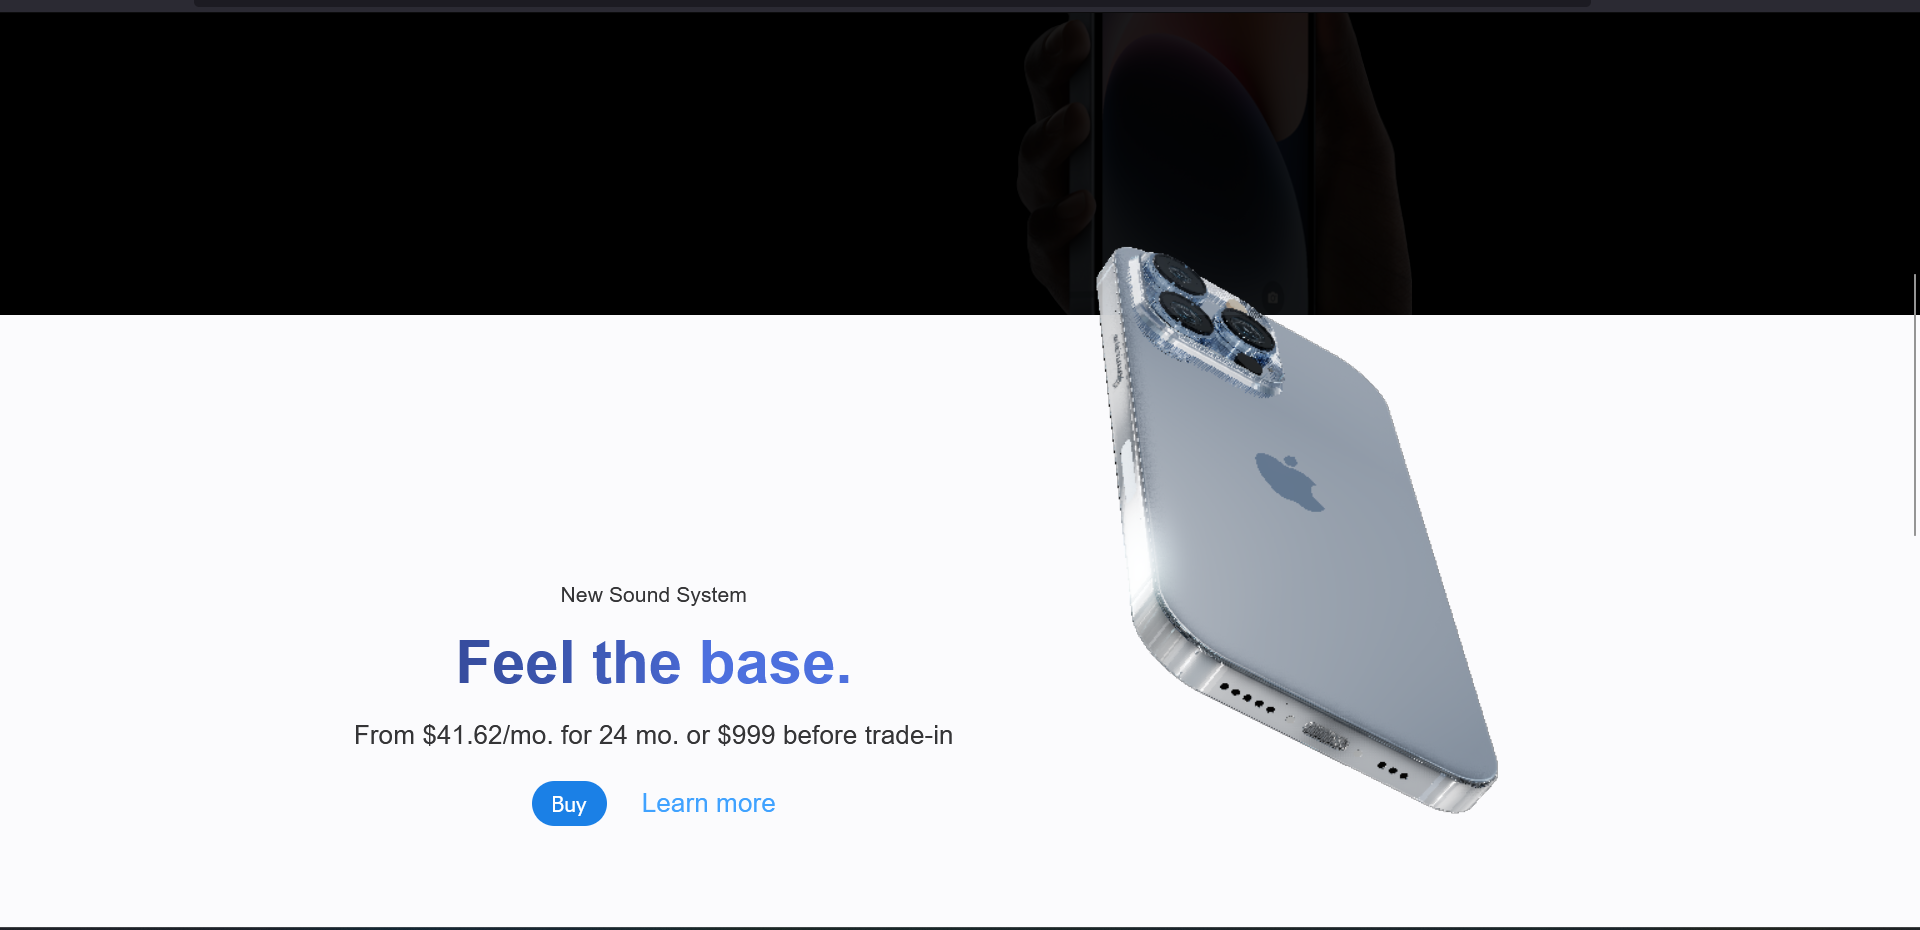 New Sound System
Feel the base.
From $41.62/mo. for 24 mo. or $999 before trade-in
Buy
Learn more